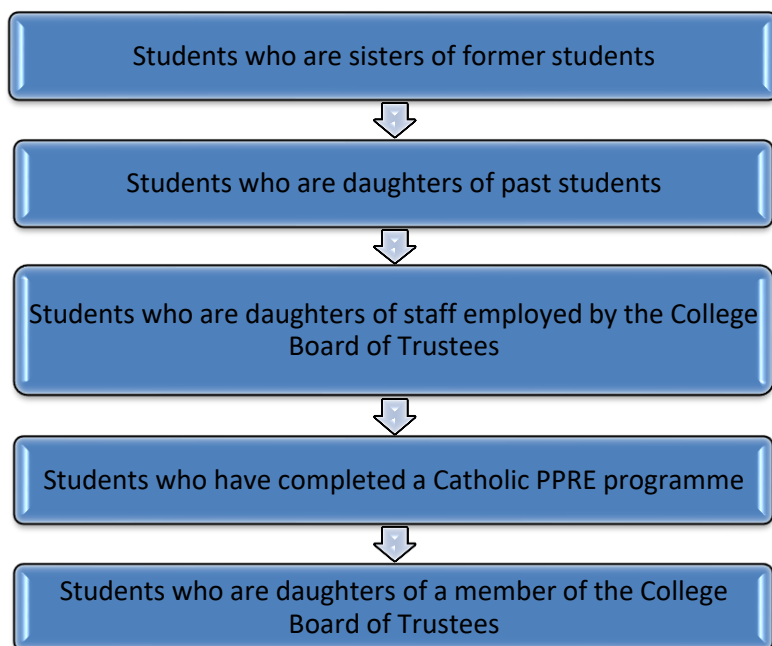 Students who are sisters of former students
Students who are daughters of past students
Students who are daughters of staff employed by the College
Board of Trustees
Students who have completed a Catholic PPRE programme
Students who are daughters of a member of the College
Board of Trustees